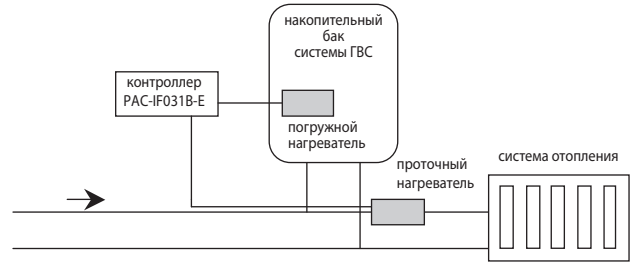 накопительный
бак
системы ГВС
контроллер
PAC-IF031B-E
погружной
нагреватель
проточный
нагреватель
система отопления